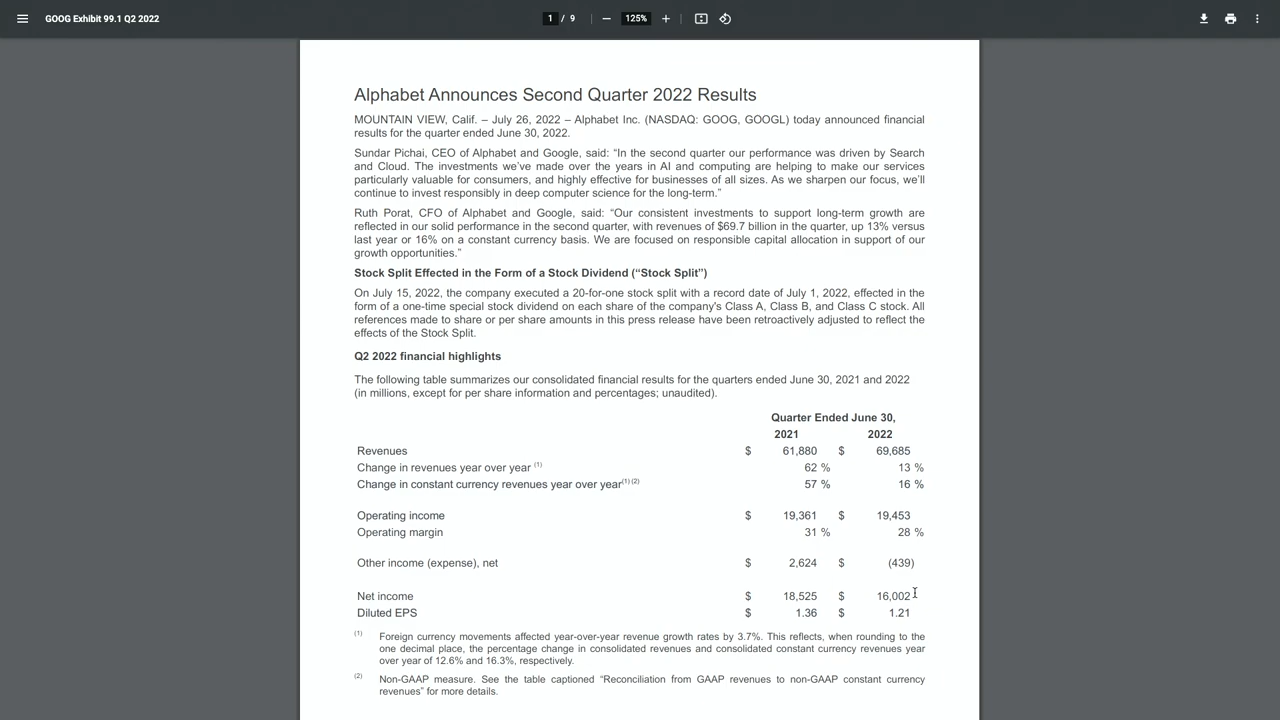 GOOG Exhibit 99.1 Q2 2022
1 / 9
125%
Alphabet Announces Second Quarter 2022 Results
MOUNTAIN VIEW, Calif. – July 26, 2022 – Alphabet Inc. (NASDAQ: GOOG, GOOGL) today announced financial
results for the quarter ended June 30, 2022.
Sundar Pichai, CEO of Alphabet and Google, said: “In the second quarter our performance was driven by Search
and Cloud. The investments we’ve made over the years in AI and computing are helping to make our services
particularly valuable for consumers, and highly effective for businesses of all sizes. As we sharpen our focus, we’ll
continue to invest responsibly in deep computer science for the long-term.”
Ruth Porat, CFO of Alphabet and Google, said: “Our consistent investments to support long-term growth are
reflected in our solid performance in the second quarter, with revenues of $69.7 billion in the quarter, up 13% versus
last year or 16% on a constant currency basis. We are focused on responsible capital allocation in support of our
growth opportunities.”
Stock Split Effected in the Form of a Stock Dividend (“Stock Split”)
On July 15, 2022, the company executed a 20-for-one stock split with a record date of July 1, 2022, effected in the
form of a one-time special stock dividend on each share of the company's Class A, Class B, and Class C stock. All
references made to share or per share amounts in this press release have been retroactively adjusted to reflect the
effects of the Stock Split.
Q2 2022 financial highlights
The following table summarizes our consolidated financial results for the quarters ended June 30, 2021 and 2022
(in millions, except for per share information and percentages; unaudited).
Quarter Ended June 30,
2021 2022
Revenues $ 61,880 $ 69,685
Change in revenues year over year (1) 62 % 13 %
Change in constant currency revenues year over year(1) (2) 57 % 16 %
Operating income $ 19,361 $ 19,453
Operating margin 31 % 28 %
Other income (expense), net $ 2,624 $ (439)
Net income $ 18,525 $ 16,002
Diluted EPS $ 1.36 $ 1.21
(1) Foreign currency movements affected year-over-year revenue growth rates by 3.7%. This reflects, when rounding to the
one decimal place, the percentage change in consolidated revenues and consolidated constant currency revenues year
over year of 12.6% and 16.3%, respectively.
(2) Non-GAAP measure. See the table captioned “Reconciliation from GAAP revenues to non-GAAP constant currency
revenues” for more details.